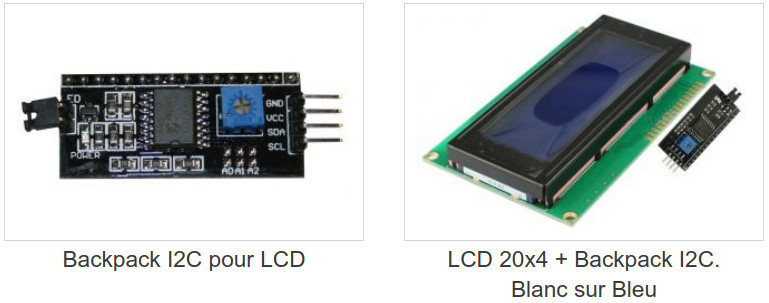 ED
GND
VCC
SDA
SCL
POWER
A0 A1 A2
Backpack I2C pour LCD
LCD 20x4 + Backpack I2C.
Blanc sur Bleu